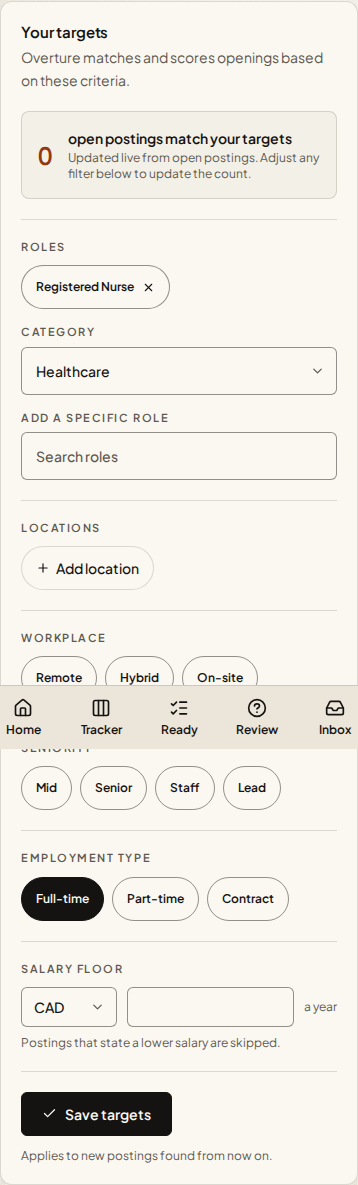 Your targets
Overture matches and scores openings based
on these criteria.
0
open postings match your targets
Updated live from open postings. Adjust any
filter below to update the count.
ROLES
Registered Nurse ×
CATEGORY
Healthcare
ADD A SPECIFIC ROLE
Search roles
LOCATIONS
+ Add location
WORKPLACE
Remote Hybrid On-site
Home Tracker Ready Review Inbox
SENIORITY
Mid Senior Staff Lead
EMPLOYMENT TYPE
Full-time Part-time Contract
SALARY FLOOR
CAD a year
Postings that state a lower salary are skipped.
Save targets
Applies to new postings found from now on.